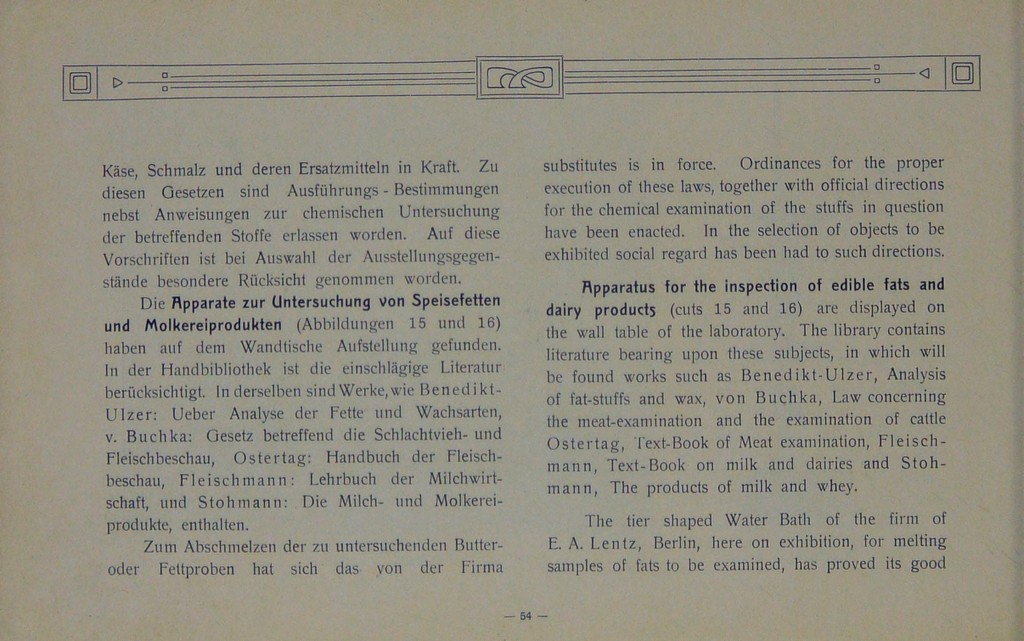 Käse, Schmalz und deren Ersatzmitteln in Kraft. Zu
diesen Gesetzen sind Ausführungs-Bestimmungen
nebst Anweisungen zur chemischen Untersuchung
der betreffenden Stoffe erlassen worden. Auf diese
Vorschriften ist bei Auswahl der Ausstellungsgegen-
stände besondere Rücksicht genommen worden.
Die Apparate zur Untersuchung von Speisefetten
und Molkereiprodukten (Abbildungen 15 und 16)
haben auf dem Wandtische Aufstellung gefunden.
In der Handbibliothek ist die einschlägige Literatur
berücksichtigt. In derselben sind Werke, wie Benedikt-
Ulzer: Ueber Analyse der Fette und Wachsarten,
v. Buchka: Gesetz betreffend die Schlachtvieh- und
Fleischbeschau, Ostertag: Handbuch der Fleisch-
beschau, Fleischmann: Lehrbuch der Milchwirt-
schaft, und Stohmann: Die Milch- und Molkerei-
produkte, enthalten.
Zum Abschmelzen der zu untersuchenden Butter-
oder Fettproben hat sich das von der Firma
substitutes is in force. Ordinances for the proper
execution of these laws, together with official directions
for the chemical examination of the stuffs in question
have been enacted. In the selection of objects to be
exhibited social regard has been had to such directions.
Apparatus for the inspection of edible fats and
dairy products (cuts 15 and 16) are displayed on
the wall table of the laboratory. The library contains
literature bearing upon these subjects, in which will
be found works such as Benedikt-Ulzer, Analysis
of fat-stuffs and wax, von Buchka, Law concerning
the meat-examination and the examination of cattle
Ostertag, Text-Book of Meat examination, Fleisch-
mann, Text-Book on milk and dairies and Stoh-
mann, The products of milk and whey.
The tier shaped Water Bath of the firm of
E. A. Lentz, Berlin, here on exhibition, for melting
samples of fats to be examined, has proved its good
— 54 —